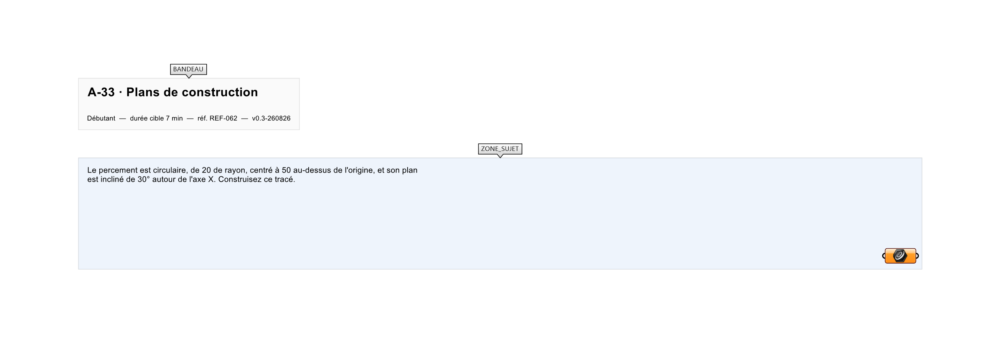 BANDEAU
A-33 · Plans de construction
Débutant — durée cible 7 min — réf. REF-062 — v0.3-260826
ZONE_SUJET
Le percement est circulaire, de 20 de rayon, centré à 50 au-dessus de l'origine, et son plan
est incliné de 30° autour de l'axe X. Construisez ce tracé.